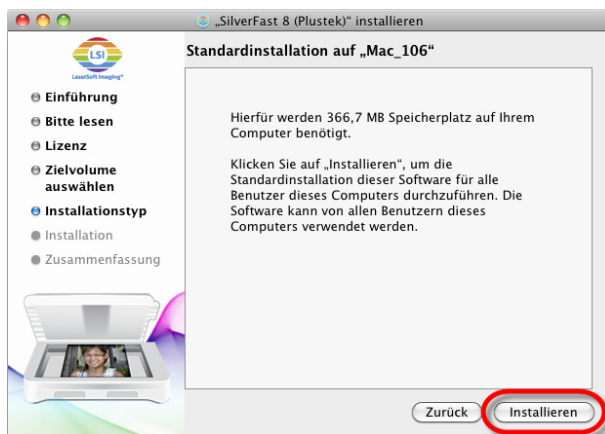 „SilverFast 8 (Plustek)“ installieren
LSI
LaserSoft Imaging®
Einführung
Bitte lesen
Lizenz
Zielvolume
auswählen
Installationstyp
Installation
Zusammenfassung
Standardinstallation auf „Mac_106“
Hierfür werden 366,7 MB Speicherplatz auf Ihrem
Computer benötigt.
Klicken Sie auf „Installieren“, um die
Standardinstallation dieser Software für alle
Benutzer dieses Computers durchzuführen. Die
Software kann von allen Benutzern dieses
Computers verwendet werden.
Zurück
Installieren